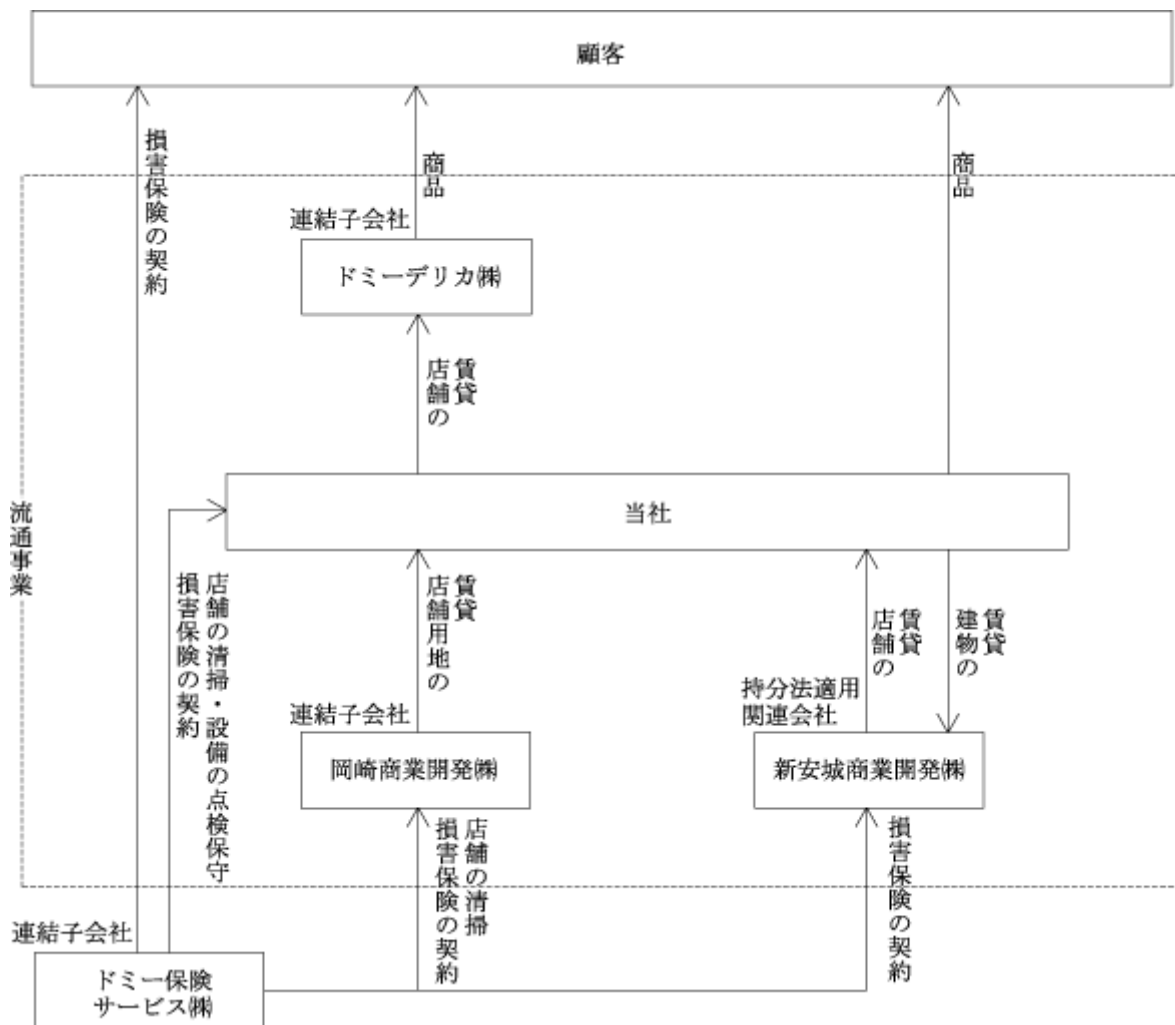 顧客
損害保険の契約
商品
商品
連結子会社
ドミーデリカ㈱
店舗の
賃貸
流通事業
当社
店舗の清掃・設備の点検保守
損害保険の契約
店舗用地の
賃貸
店舗の
賃貸
建物の
賃貸
連結子会社
岡崎商業開発㈱
持分法適用
関連会社
新安城商業開発㈱
店舗の清掃
損害保険の契約
損害保険の契約
連結子会社
ドミー保険
サービス㈱